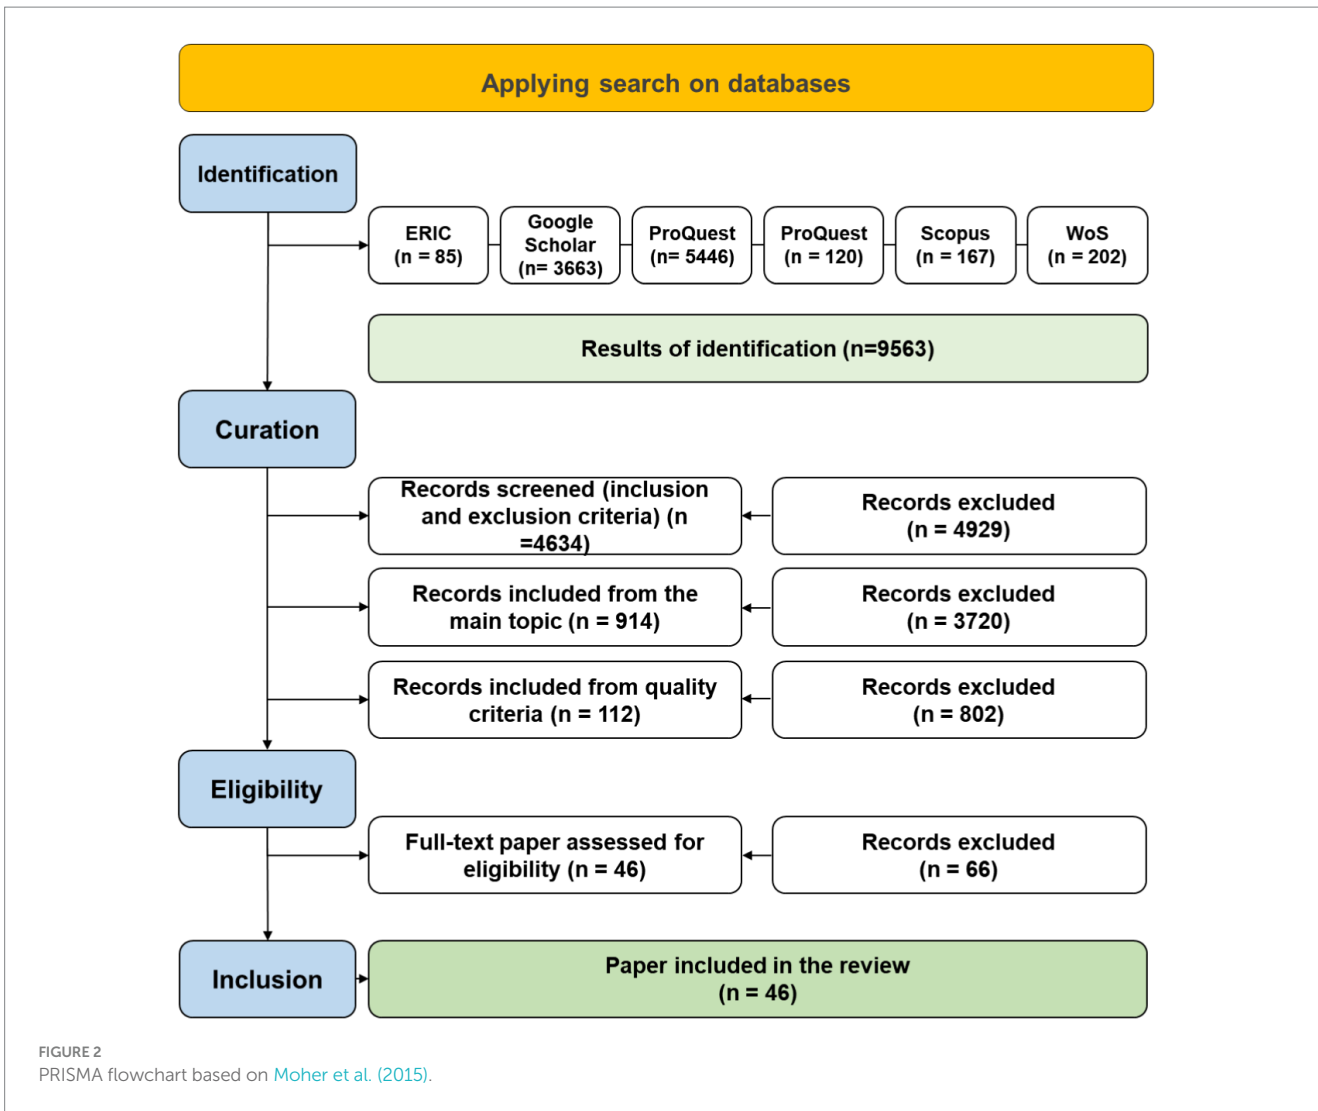 Applying search on databases
Identification
ERIC
(n = 85)
Google
Scholar
(n= 3663)
ProQuest
(n= 5446)
ProQuest
(n = 120)
Scopus
(n = 167)
WoS
(n = 202)
Results of identification (n=9563)
Curation
Records screened (inclusion
and exclusion criteria) (n
=4634)
Records excluded
(n = 4929)
Records included from the
main topic (n = 914)
Records excluded
(n = 3720)
Records included from quality
criteria (n = 112)
Records excluded
(n = 802)
Eligibility
Full-text paper assessed for
eligibility (n = 46)
Records excluded
(n = 66)
Inclusion
Paper included in the review
(n = 46)
FIGURE 2
PRISMA flowchart based on Moher et al. (2015).